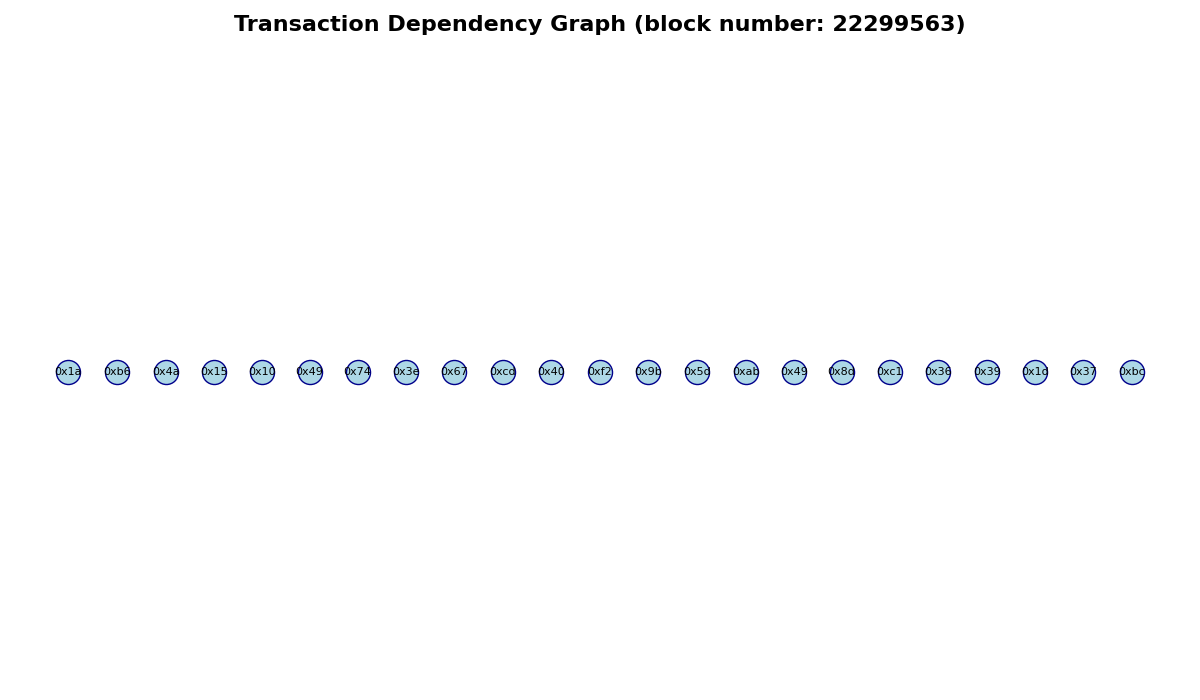 Transaction Dependency Graph (block number: 22299563)
0x1a 0xb6 0x4a 0x15 0x10 0x49 0x74 0x3e 0x67 0xcd 0x40 0xf2 0x9b 0x5d 0xab 0x49 0x8d 0xc1 0x36 0x39 0x1d 0x37